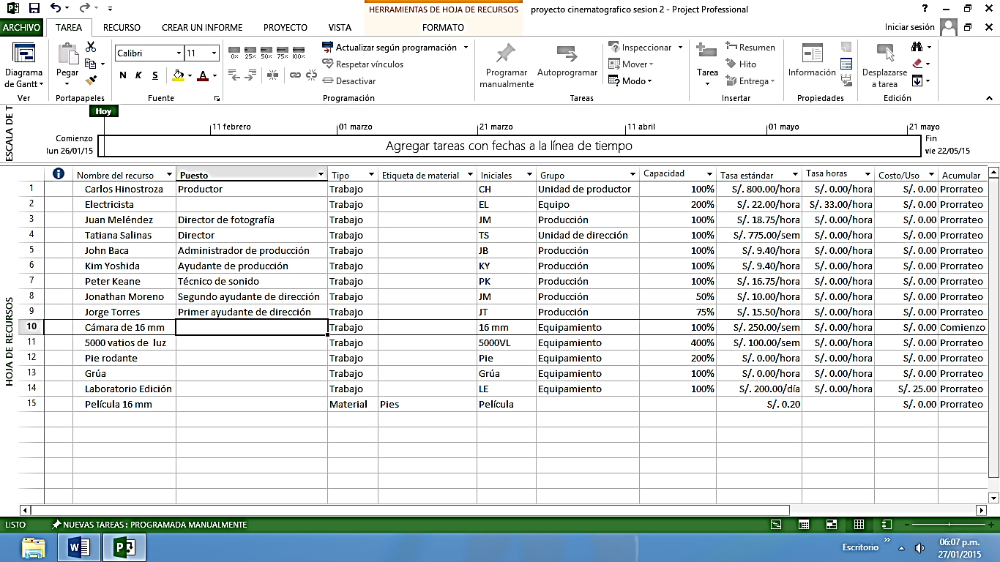 HERRAMIENTAS DE HOJA DE RECURSOS proyecto cinematografico sesion 2 - Project Professional
ARCHIVO TAREA RECURSO CREAR UN INFORME PROYECTO VISTA FORMATO Iniciar sesión
Calibri 11
0% 25% 50% 75% 100%
Actualizar según programación
Respetar vínculos
Desactivar
N K S A
Diagrama de Gantt
Pegar
Programar manualmente
Autoprogramar
Inspeccionar
Mover
Modo
Tarea
Resumen
Hito
Entrega
Información
Desplazarse a tarea
Ver Portapapeles Fuente Programación Tareas Insertar Propiedades Edición
ESCALA DE T
Hoy
11 febrero 01 marzo 21 marzo 11 abril 01 mayo 21 mayo
Comienzo
lun 26/01/15
Agregar tareas con fechas a la línea de tiempo
Fin
vie 22/05/15
HOJA DE RECURSOS
Nombre del recurso Puesto Tipo Etiqueta de material Iniciales Grupo Capacidad Tasa estándar Tasa horas Costo/Uso Acumular
1 Carlos Hinostroza Productor Trabajo CH Unidad de productor 100% S/. 800.00/hora S/. 0.00/hora S/. 0.00 Prorrateo
2 Electricista Trabajo EL Equipo 200% S/. 22.00/hora S/. 33.00/hora S/. 0.00 Prorrateo
3 Juan Meléndez Director de fotografía Trabajo JM Producción 100% S/. 18.75/hora S/. 0.00/hora S/. 0.00 Prorrateo
4 Tatiana Salinas Director Trabajo TS Unidad de dirección 100% S/. 775.00/sem S/. 0.00/hora S/. 0.00 Prorrateo
5 John Baca Administrador de producción Trabajo JB Producción 100% S/. 9.40/hora S/. 0.00/hora S/. 0.00 Prorrateo
6 Kim Yoshida Ayudante de producción Trabajo KY Producción 100% S/. 9.40/hora S/. 0.00/hora S/. 0.00 Prorrateo
7 Peter Keane Técnico de sonido Trabajo PK Producción 100% S/. 16.75/hora S/. 0.00/hora S/. 0.00 Prorrateo
8 Jonathan Moreno Segundo ayudante de dirección Trabajo JM Producción 50% S/. 10.00/hora S/. 0.00/hora S/. 0.00 Prorrateo
9 Jorge Torres Primer ayudante de dirección Trabajo JT Producción 75% S/. 15.50/hora S/. 0.00/hora S/. 0.00 Prorrateo
10 Cámara de 16 mm Trabajo 16 mm Equipamiento 100% S/. 250.00/sem S/. 0.00/hora S/. 0.00 Comienzo
11 5000 vatios de luz Trabajo 5000VL Equipamiento 400% S/. 100.00/sem S/. 0.00/hora S/. 0.00 Prorrateo
12 Pie rodante Trabajo Pie Equipamiento 200% S/. 0.00/hora S/. 0.00/hora S/. 0.00 Prorrateo
13 Grúa Trabajo Grúa Equipamiento 100% S/. 0.00/hora S/. 0.00/hora S/. 0.00 Prorrateo
14 Laboratorio Edición Trabajo LE Equipamiento 100% S/. 200.00/día S/. 0.00/hora S/. 25.00 Prorrateo
15 Película 16 mm Material Pies Película S/. 0.20 S/. 0.00 Prorrateo
LISTO NUEVAS TAREAS : PROGRAMADA MANUALMENTE
Escritorio
06:07 p.m.
27/01/2015